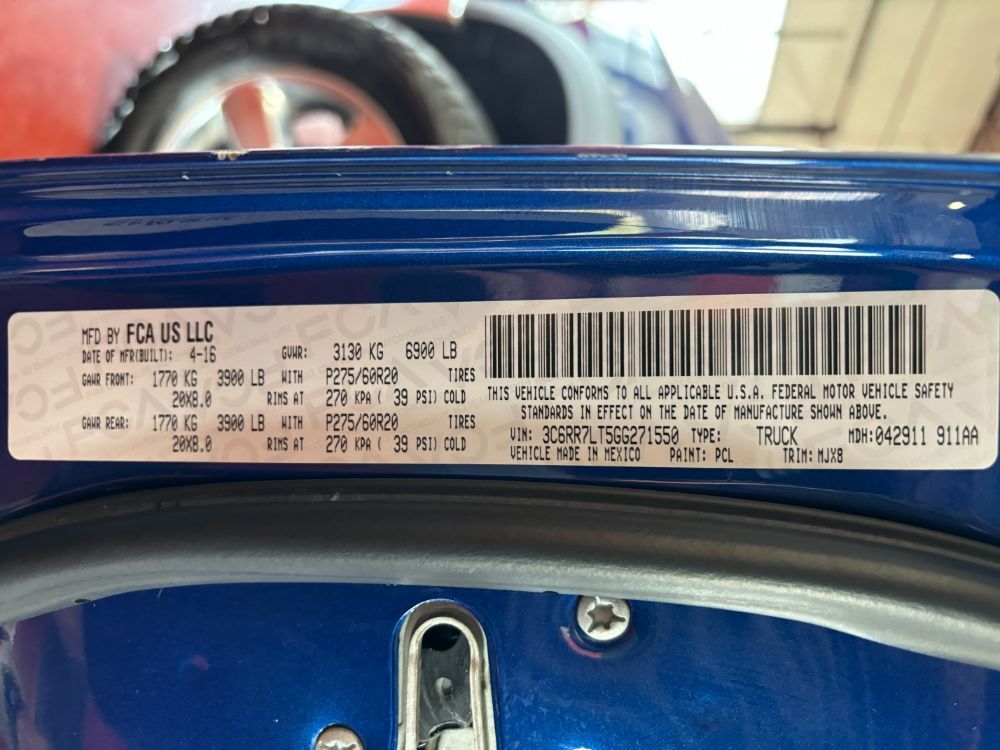 MFD BY FCA US LLC
DATE OF MFR(BUILT): 4-16 GVWR: 3130 KG 6900 LB
GAWR FRONT: 1770 KG 3900 LB WITH P275/60R20 TIRES
20X8.0 RIMS AT 270 KPA ( 39 PSI) COLD
GAWR REAR: 1770 KG 3900 LB WITH P275/60R20 TIRES
20X8.0 RIMS AT 270 KPA ( 39 PSI) COLD
THIS VEHICLE CONFORMS TO ALL APPLICABLE U.S.A. FEDERAL MOTOR VEHICLE SAFETY
STANDARDS IN EFFECT ON THE DATE OF MANUFACTURE SHOWN ABOVE.
VIN: 3C6RR7LT5GG271550 TYPE: TRUCK MDH: 042911 911AA
VEHICLE MADE IN MEXICO PAINT: PCL TRIM: MJX8